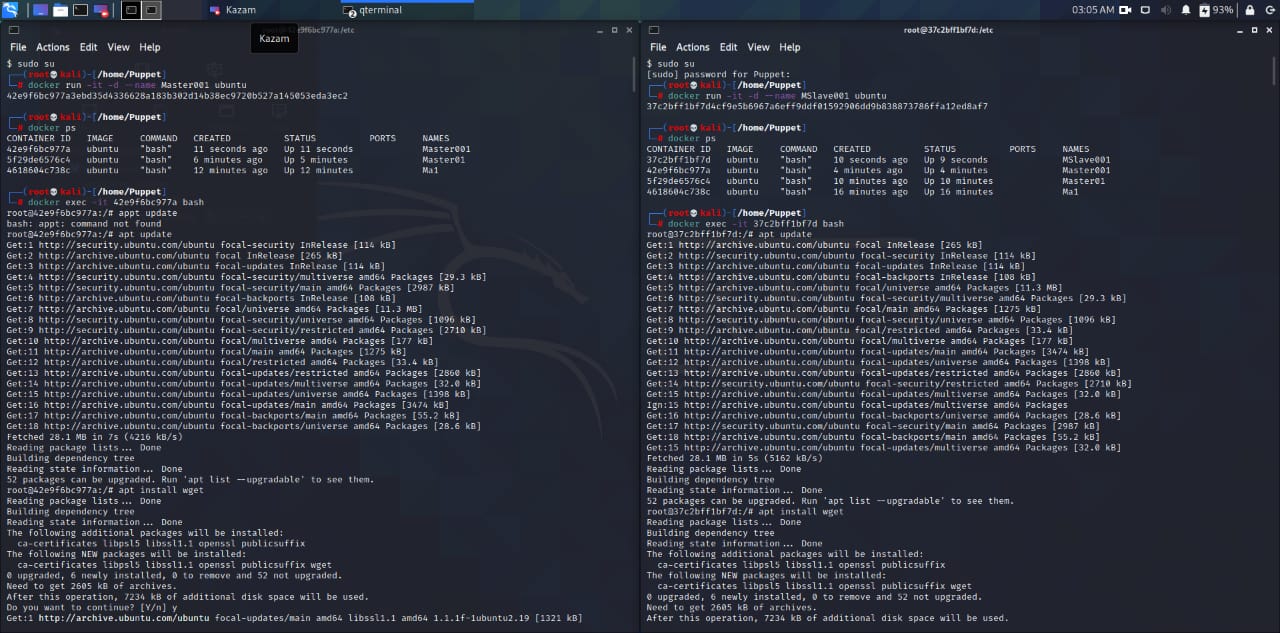 Kazam
qterminal
03:05 AM
93%
root@42e9f6bc977a:/etc
Kazam
File Actions Edit View Help
$ sudo su
(root kali)-[/home/Puppet]
# docker run -it -d --name Master001 ubuntu
42e9f6bc977a3ebd35d4336628a183b302d14b38ec9720b527a145053eda3ec2
(root kali)-[/home/Puppet]
# docker ps
CONTAINER ID IMAGE COMMAND CREATED STATUS PORTS NAMES
42e9f6bc977a ubuntu "bash" 11 seconds ago Up 11 seconds Master001
5f29de6576c4 ubuntu "bash" 6 minutes ago Up 5 minutes Master01
4618604c738c ubuntu "bash" 12 minutes ago Up 12 minutes Ma1
(root kali)-[/home/Puppet]
# docker exec -it 42e9f6bc977a bash
root@42e9f6bc977a:/# appt update
bash: appt: command not found
root@42e9f6bc977a:/# apt update
Get:1 http://security.ubuntu.com/ubuntu focal-security InRelease [114 kB]
Get:2 http://archive.ubuntu.com/ubuntu focal InRelease [265 kB]
Get:3 http://archive.ubuntu.com/ubuntu focal-updates InRelease [114 kB]
Get:4 http://security.ubuntu.com/ubuntu focal-security/multiverse amd64 Packages [29.3 kB]
Get:5 http://security.ubuntu.com/ubuntu focal-security/main amd64 Packages [2987 kB]
Get:6 http://archive.ubuntu.com/ubuntu focal-backports InRelease [108 kB]
Get:7 http://archive.ubuntu.com/ubuntu focal/universe amd64 Packages [11.3 MB]
Get:8 http://security.ubuntu.com/ubuntu focal-security/universe amd64 Packages [1096 kB]
Get:9 http://security.ubuntu.com/ubuntu focal-security/restricted amd64 Packages [2710 kB]
Get:10 http://archive.ubuntu.com/ubuntu focal/multiverse amd64 Packages [177 kB]
Get:11 http://archive.ubuntu.com/ubuntu focal/main amd64 Packages [1275 kB]
Get:12 http://archive.ubuntu.com/ubuntu focal/restricted amd64 Packages [33.4 kB]
Get:13 http://archive.ubuntu.com/ubuntu focal-updates/restricted amd64 Packages [2860 kB]
Get:14 http://archive.ubuntu.com/ubuntu focal-updates/multiverse amd64 Packages [32.0 kB]
Get:15 http://archive.ubuntu.com/ubuntu focal-updates/universe amd64 Packages [1398 kB]
Get:16 http://archive.ubuntu.com/ubuntu focal-updates/main amd64 Packages [3474 kB]
Get:17 http://archive.ubuntu.com/ubuntu focal-backports/main amd64 Packages [55.2 kB]
Get:18 http://archive.ubuntu.com/ubuntu focal-backports/universe amd64 Packages [28.6 kB]
Fetched 28.1 MB in 7s (4216 kB/s)
Reading package lists... Done
Building dependency tree
Reading state information... Done
52 packages can be upgraded. Run 'apt list --upgradable' to see them.
root@42e9f6bc977a:/# apt install wget
Reading package lists... Done
Building dependency tree
Reading state information... Done
The following additional packages will be installed:
ca-certificates libpsl5 libssl1.1 openssl publicsuffix
The following NEW packages will be installed:
ca-certificates libpsl5 libssl1.1 openssl publicsuffix wget
0 upgraded, 6 newly installed, 0 to remove and 52 not upgraded.
Need to get 2605 kB of archives.
After this operation, 7234 kB of additional disk space will be used.
Do you want to continue? [Y/n] y
Get:1 http://archive.ubuntu.com/ubuntu focal-updates/main amd64 libssl1.1 amd64 1.1.1f-1ubuntu2.19 [1321 kB]
root@37c2bff1bf7d:/etc
File Actions Edit View Help
$ sudo su
[sudo] password for Puppet:
(root kali)-[/home/Puppet]
# docker run -it -d --name MSlave001 ubuntu
37c2bff1bf7d4cf9e5b6967a6eff9ddf01592906dd9b838873786ffa12ed8af7
(root kali)-[/home/Puppet]
# docker ps
CONTAINER ID IMAGE COMMAND CREATED STATUS PORTS NAMES
37c2bff1bf7d ubuntu "bash" 10 seconds ago Up 9 seconds MSlave001
42e9f6bc977a ubuntu "bash" 4 minutes ago Up 4 minutes Master001
5f29de6576c4 ubuntu "bash" 10 minutes ago Up 10 minutes Master01
4618604c738c ubuntu "bash" 16 minutes ago Up 16 minutes Ma1
(root kali)-[/home/Puppet]
# docker exec -it 37c2bff1bf7d bash
root@37c2bff1bf7d:/# apt update
Get:1 http://archive.ubuntu.com/ubuntu focal InRelease [265 kB]
Get:2 http://security.ubuntu.com/ubuntu focal-security InRelease [114 kB]
Get:3 http://archive.ubuntu.com/ubuntu focal-updates InRelease [114 kB]
Get:4 http://archive.ubuntu.com/ubuntu focal-backports InRelease [108 kB]
Get:5 http://archive.ubuntu.com/ubuntu focal/universe amd64 Packages [11.3 MB]
Get:6 http://security.ubuntu.com/ubuntu focal-security/multiverse amd64 Packages [29.3 kB]
Get:7 http://archive.ubuntu.com/ubuntu focal/main amd64 Packages [1275 kB]
Get:8 http://security.ubuntu.com/ubuntu focal-security/universe amd64 Packages [1096 kB]
Get:9 http://archive.ubuntu.com/ubuntu focal/restricted amd64 Packages [33.4 kB]
Get:10 http://archive.ubuntu.com/ubuntu focal/multiverse amd64 Packages [177 kB]
Get:11 http://archive.ubuntu.com/ubuntu focal-updates/main amd64 Packages [3474 kB]
Get:12 http://archive.ubuntu.com/ubuntu focal-updates/universe amd64 Packages [1398 kB]
Get:13 http://archive.ubuntu.com/ubuntu focal-updates/restricted amd64 Packages [2860 kB]
Get:14 http://security.ubuntu.com/ubuntu focal-security/restricted amd64 Packages [2710 kB]
Get:15 http://archive.ubuntu.com/ubuntu focal-updates/multiverse amd64 Packages [32.0 kB]
Ign:15 http://archive.ubuntu.com/ubuntu focal-updates/multiverse amd64 Packages
Get:16 http://archive.ubuntu.com/ubuntu focal-backports/universe amd64 Packages [28.6 kB]
Get:17 http://security.ubuntu.com/ubuntu focal-security/main amd64 Packages [2987 kB]
Get:18 http://archive.ubuntu.com/ubuntu focal-backports/main amd64 Packages [55.2 kB]
Get:15 http://archive.ubuntu.com/ubuntu focal-updates/multiverse amd64 Packages [32.0 kB]
Fetched 28.1 MB in 5s (5162 kB/s)
Reading package lists... Done
Building dependency tree
Reading state information... Done
52 packages can be upgraded. Run 'apt list --upgradable' to see them.
root@37c2bff1bf7d:/# apt install wget
Reading package lists... Done
Building dependency tree
Reading state information... Done
The following additional packages will be installed:
ca-certificates libpsl5 libssl1.1 openssl publicsuffix
The following NEW packages will be installed:
ca-certificates libpsl5 libssl1.1 openssl publicsuffix wget
0 upgraded, 6 newly installed, 0 to remove and 52 not upgraded.
Need to get 2605 kB of archives.
After this operation, 7234 kB of additional disk space will be used.